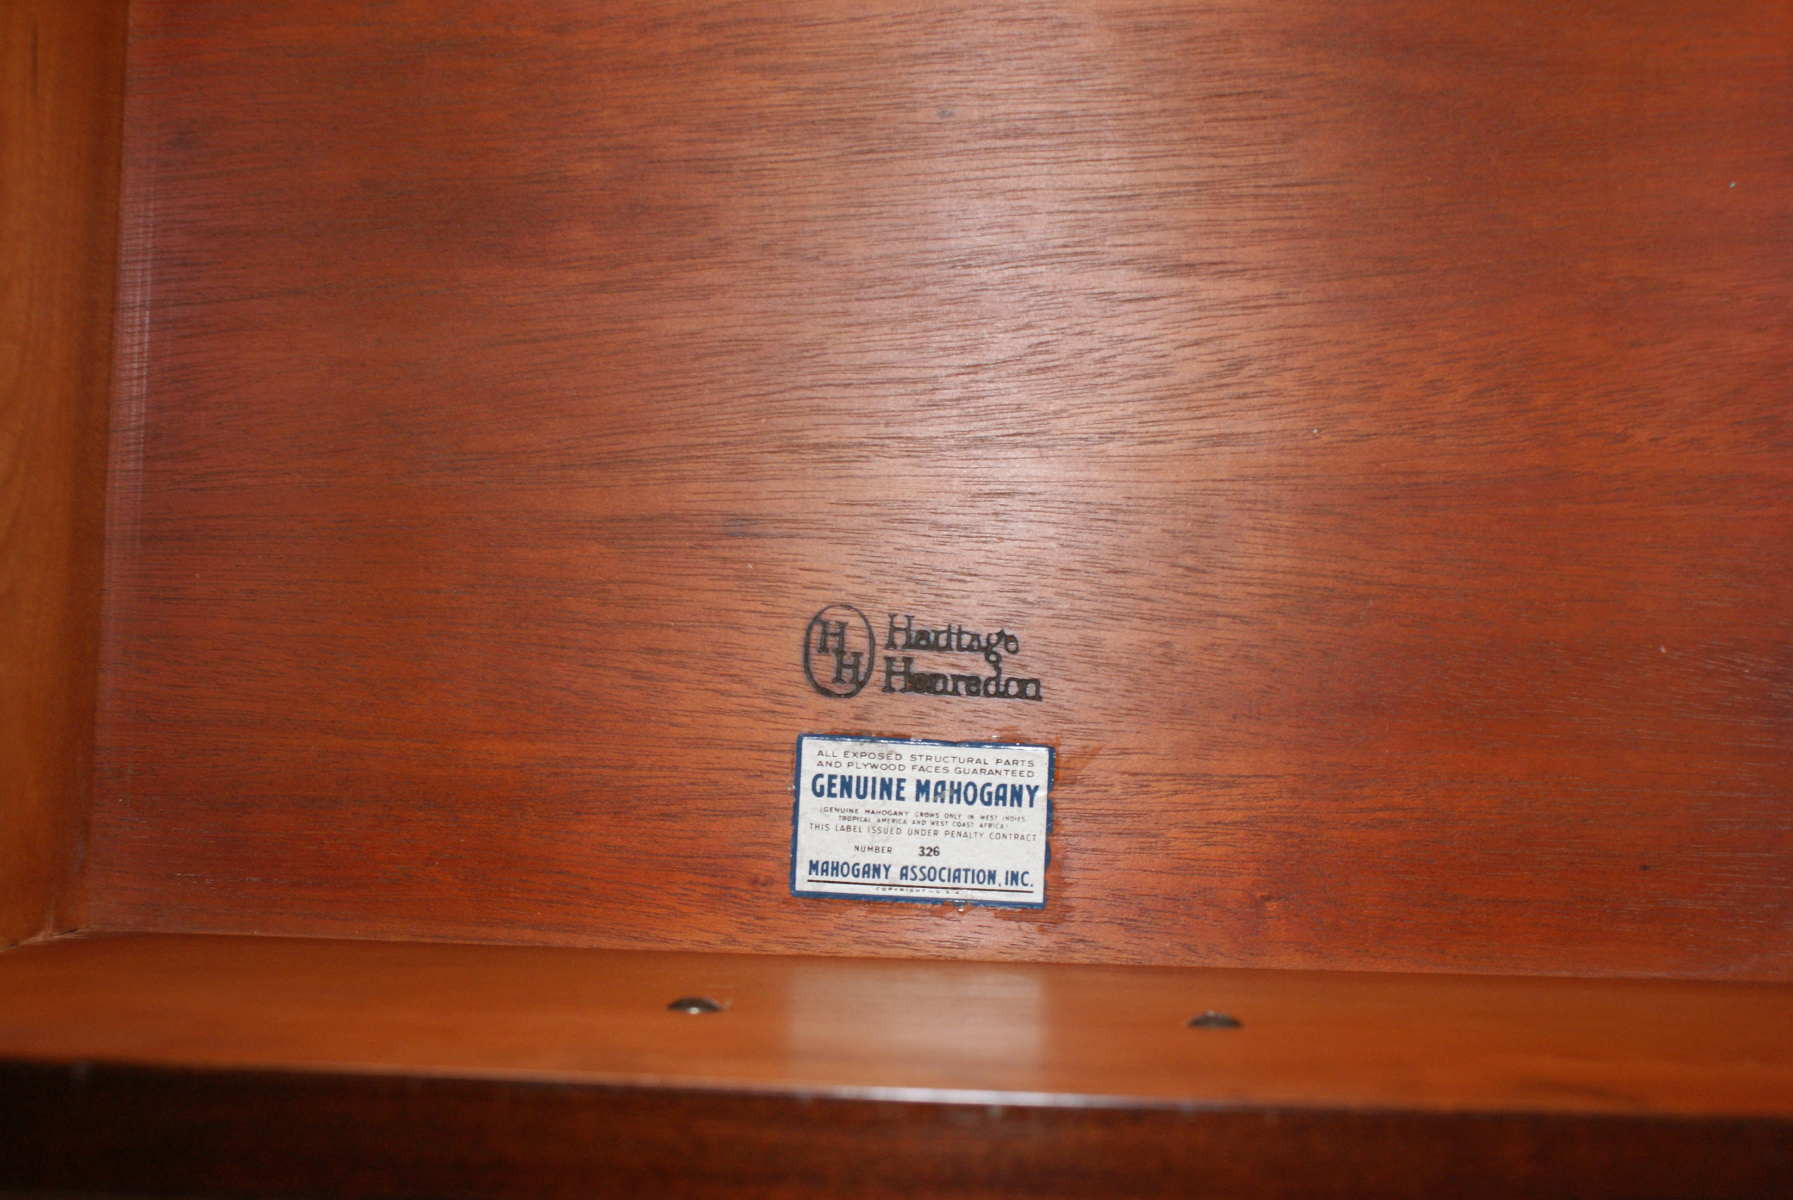 H
H
Heritage
Henredon
ALL EXPOSED STRUCTURAL PARTS
AND PLYWOOD FACES GUARANTEED
GENUINE MAHOGANY
(GENUINE MAHOGANY GROWS ONLY IN WEST INDIES
TROPICAL AMERICA AND WEST COAST AFRICA)
THIS LABEL ISSUED UNDER PENALTY CONTRACT
NUMBER 326
MAHOGANY ASSOCIATION, INC.
COPYRIGHT - U S A